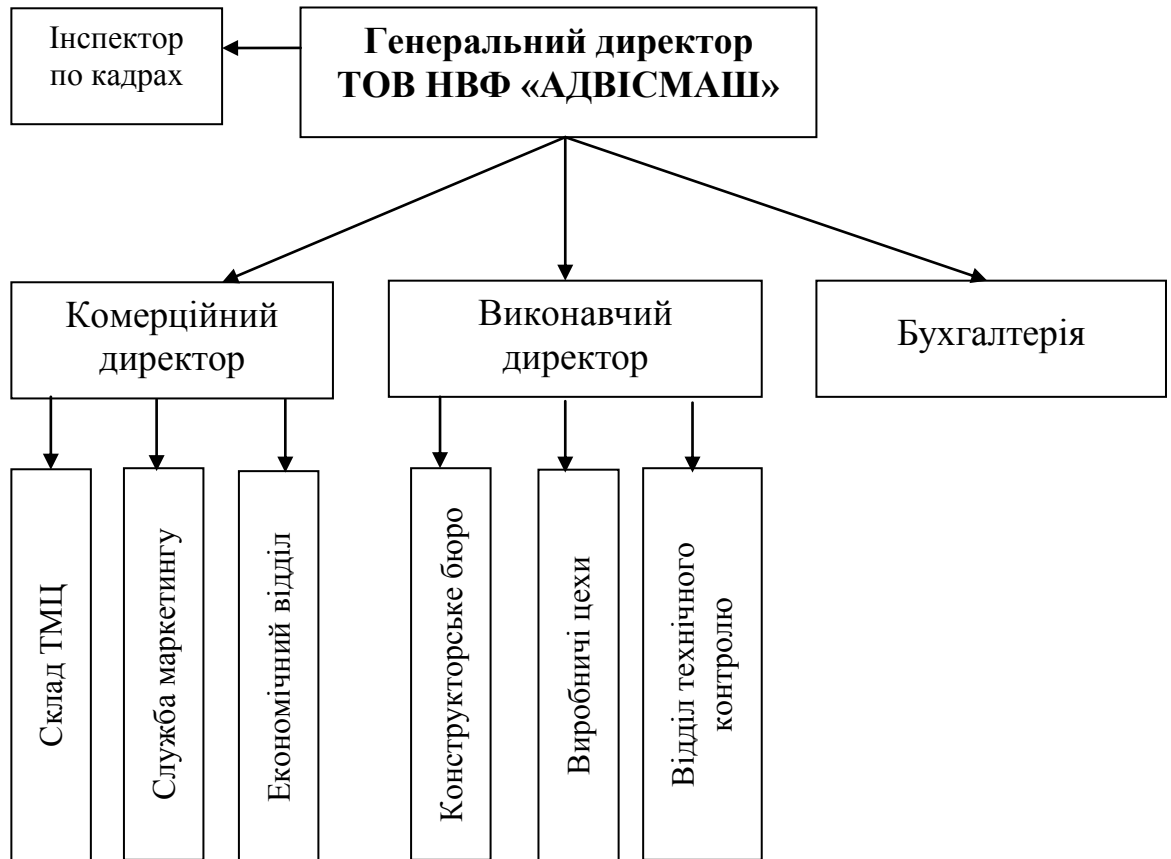 Інспектор
по кадрах
Генеральний директор
ТОВ НВФ «АДВІСМАШ»
Комерційний
директор
Виконавчий
директор
Бухгалтерія
Склад ТМЦ
Служба маркетингу
Економічний відділ
Конструкторське бюро
Виробничі цехи
Відділ технічного
контролю